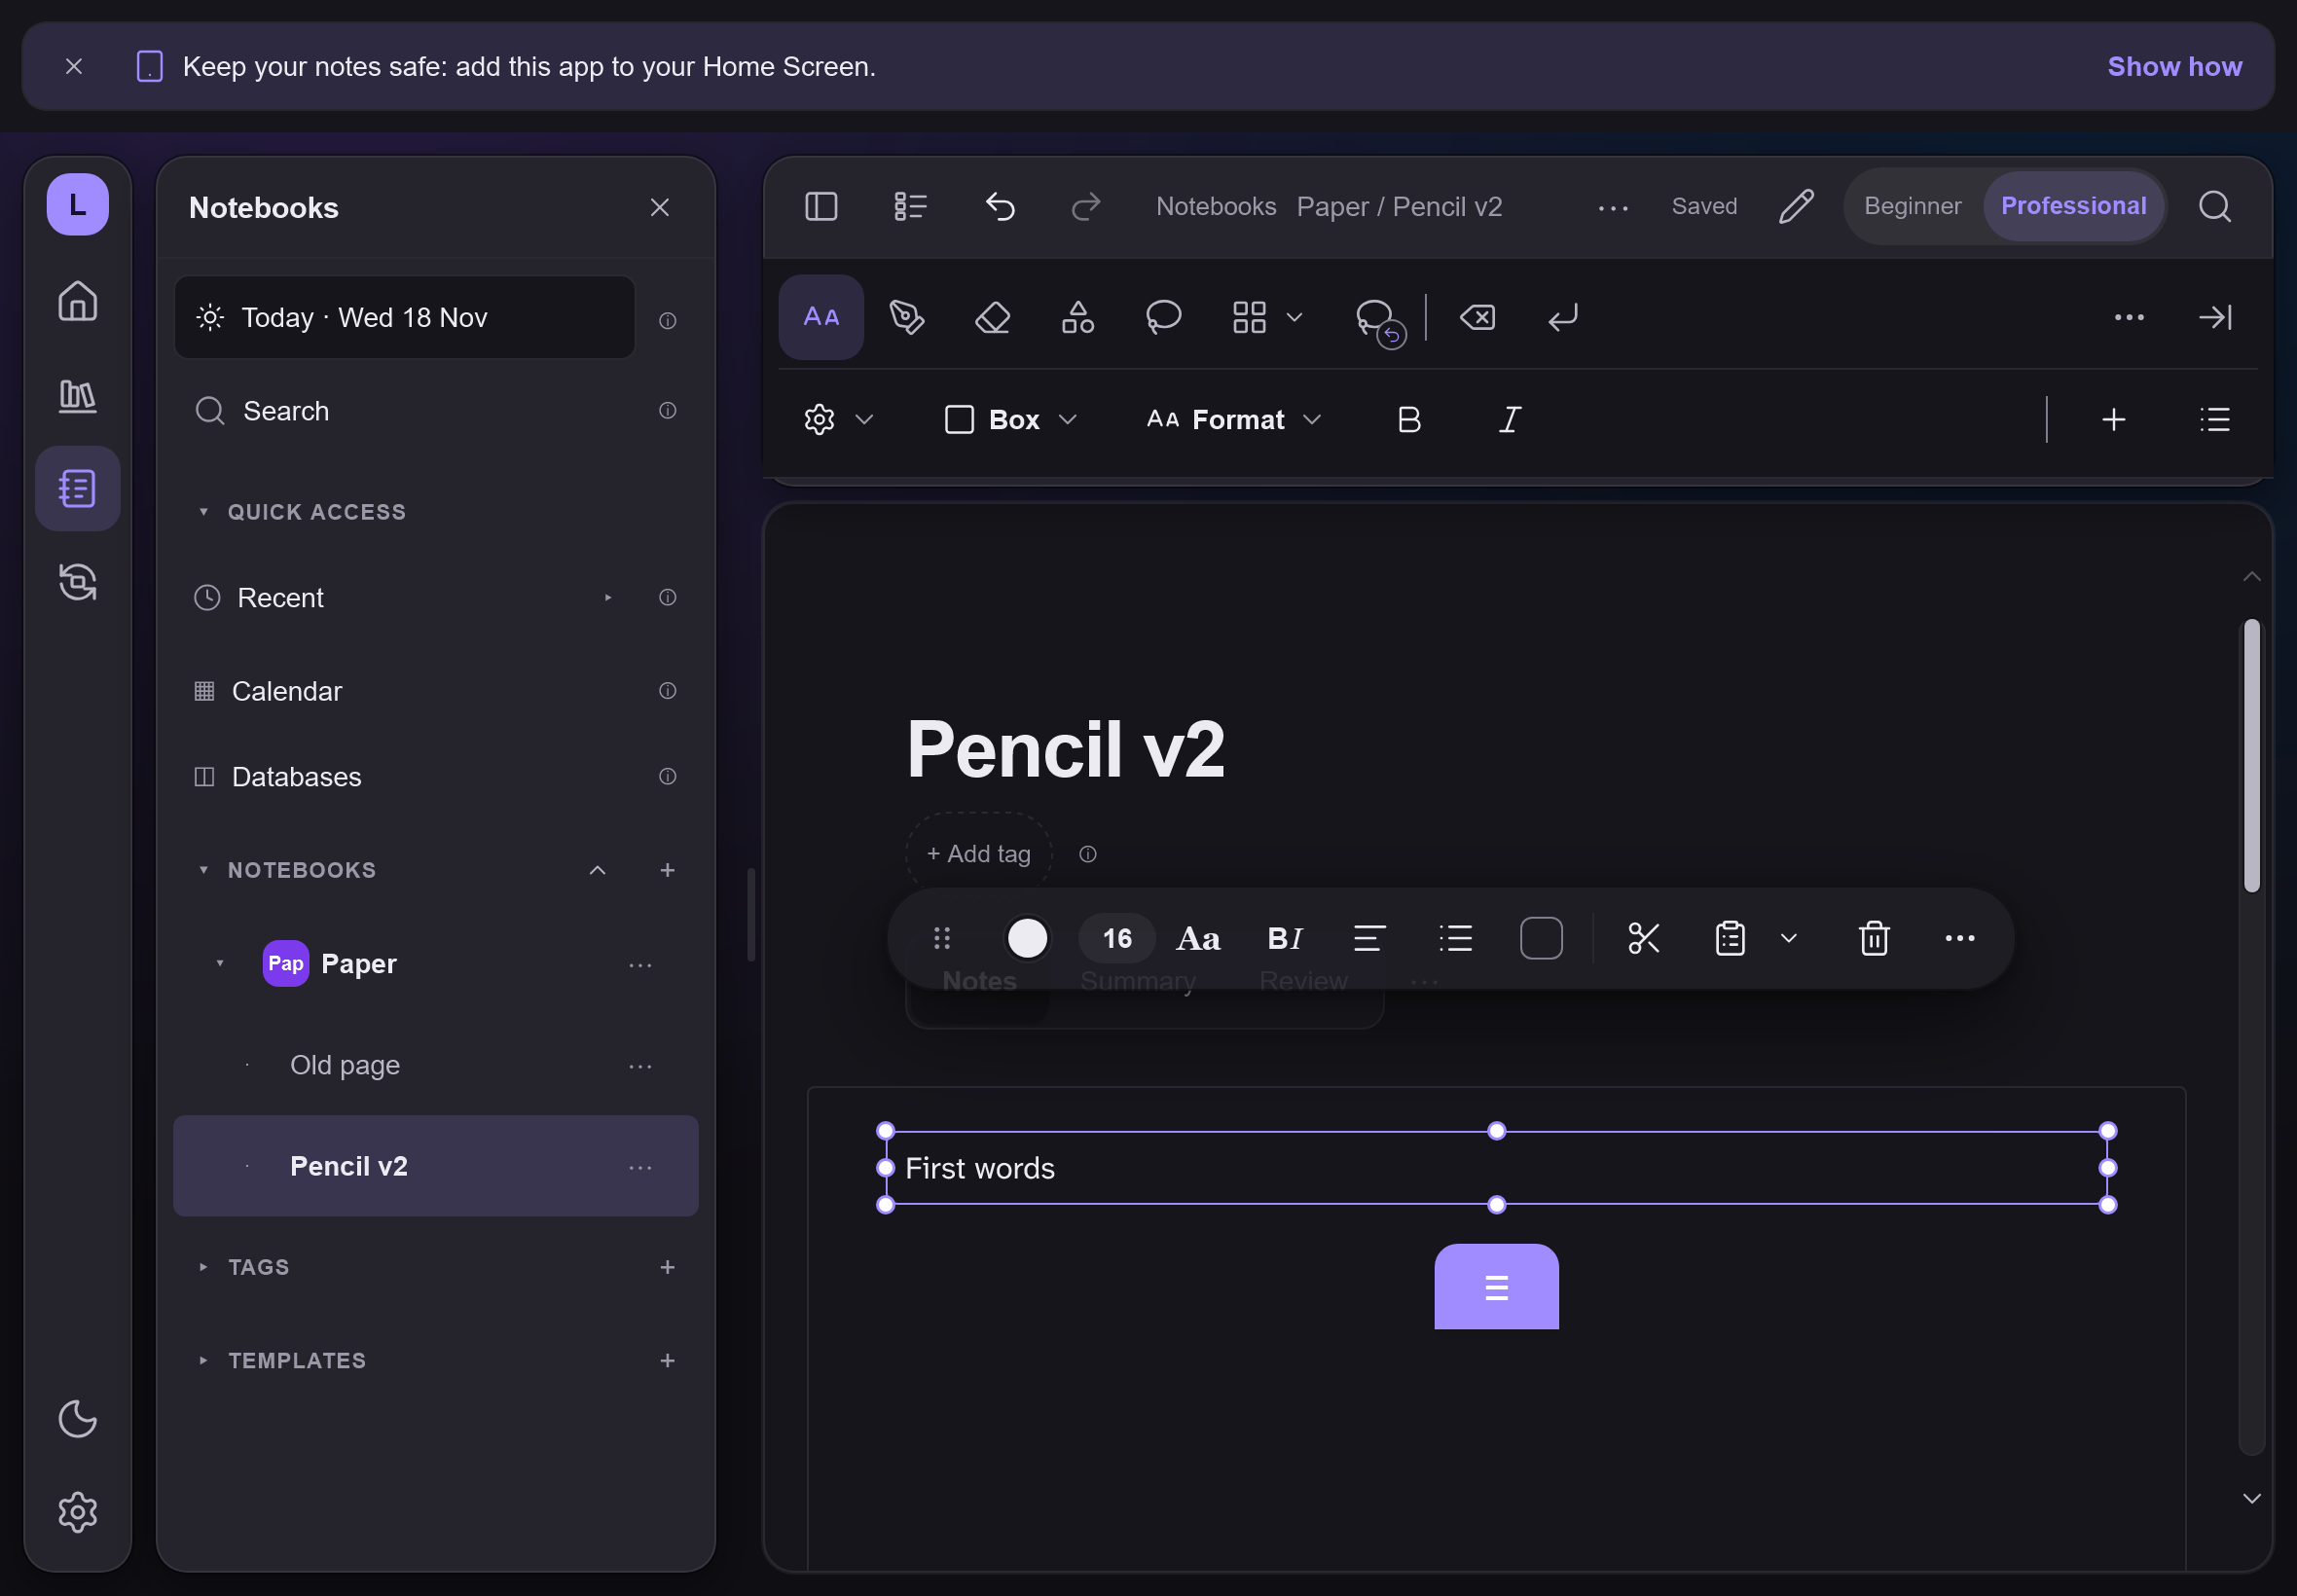 Keep your notes safe: add this app to your Home Screen.
Show how
L
Notebooks
Today · Wed 18 Nov
Search
QUICK ACCESS
Recent
Calendar
Databases
NOTEBOOKS
Pap Paper
Old page
Pencil v2
TAGS
TEMPLATES
Notebooks Paper / Pencil v2
Saved
Beginner Professional
Box
Format
B I
Pencil v2
+ Add tag
16 Aa BI
Notes Summary Review
First words